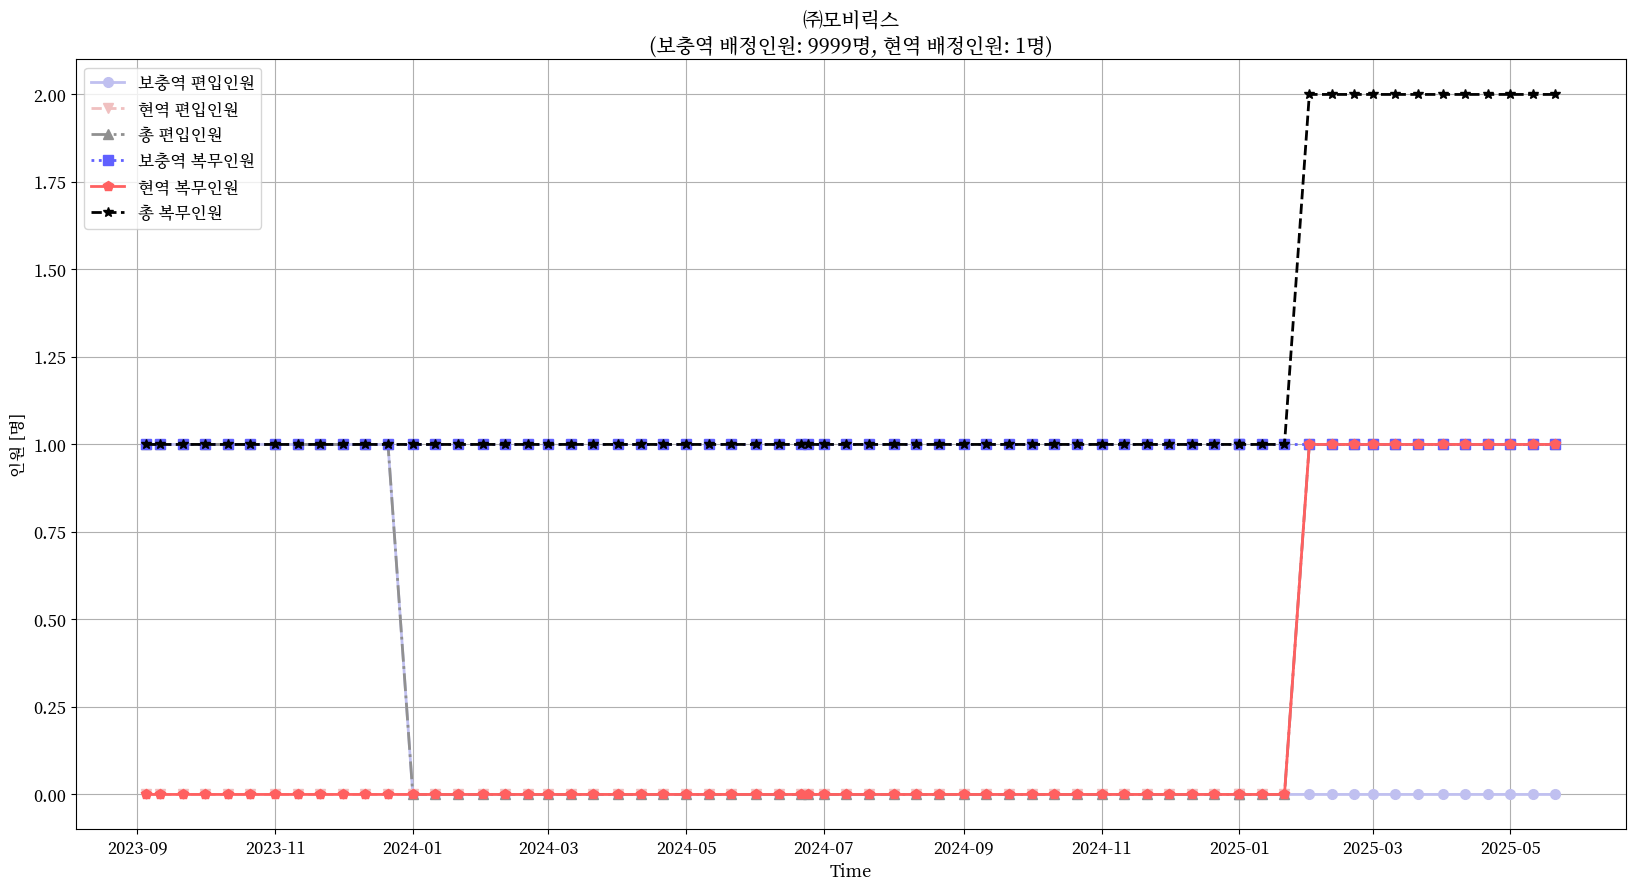 ㈜모비릭스
(보충역 배정인원: 9999명, 현역 배정인원: 1명)
보충역 편입인원
현역 편입인원
총 편입인원
보충역 복무인원
현역 복무인원
총 복무인원
2.00
1.75
1.50
1.25
1.00
0.75
0.50
0.25
0.00
인원 [명]
2023-09 2023-11 2024-01 2024-03 2024-05 2024-07 2024-09 2024-11 2025-01 2025-03 2025-05
Time